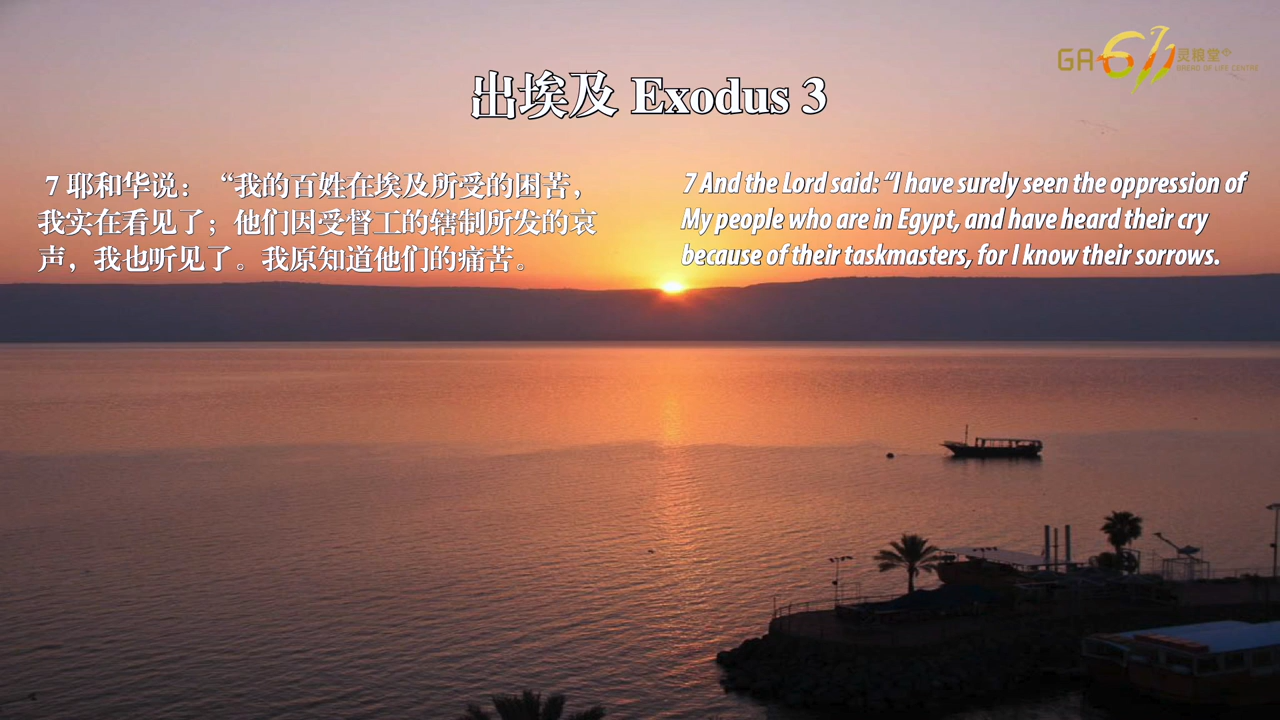 GA 611 灵粮堂
BREAD OF LIFE CENTRE
出埃及 Exodus 3
7 耶和华说：“我的百姓在埃及所受的困苦，
我实在看见了；他们因受督工的辖制所发的哀
声，我也听见了。我原知道他们的痛苦。
7 And the Lord said: “I have surely seen the oppression of
My people who are in Egypt, and have heard their cry
because of their taskmasters, for I know their sorrows.